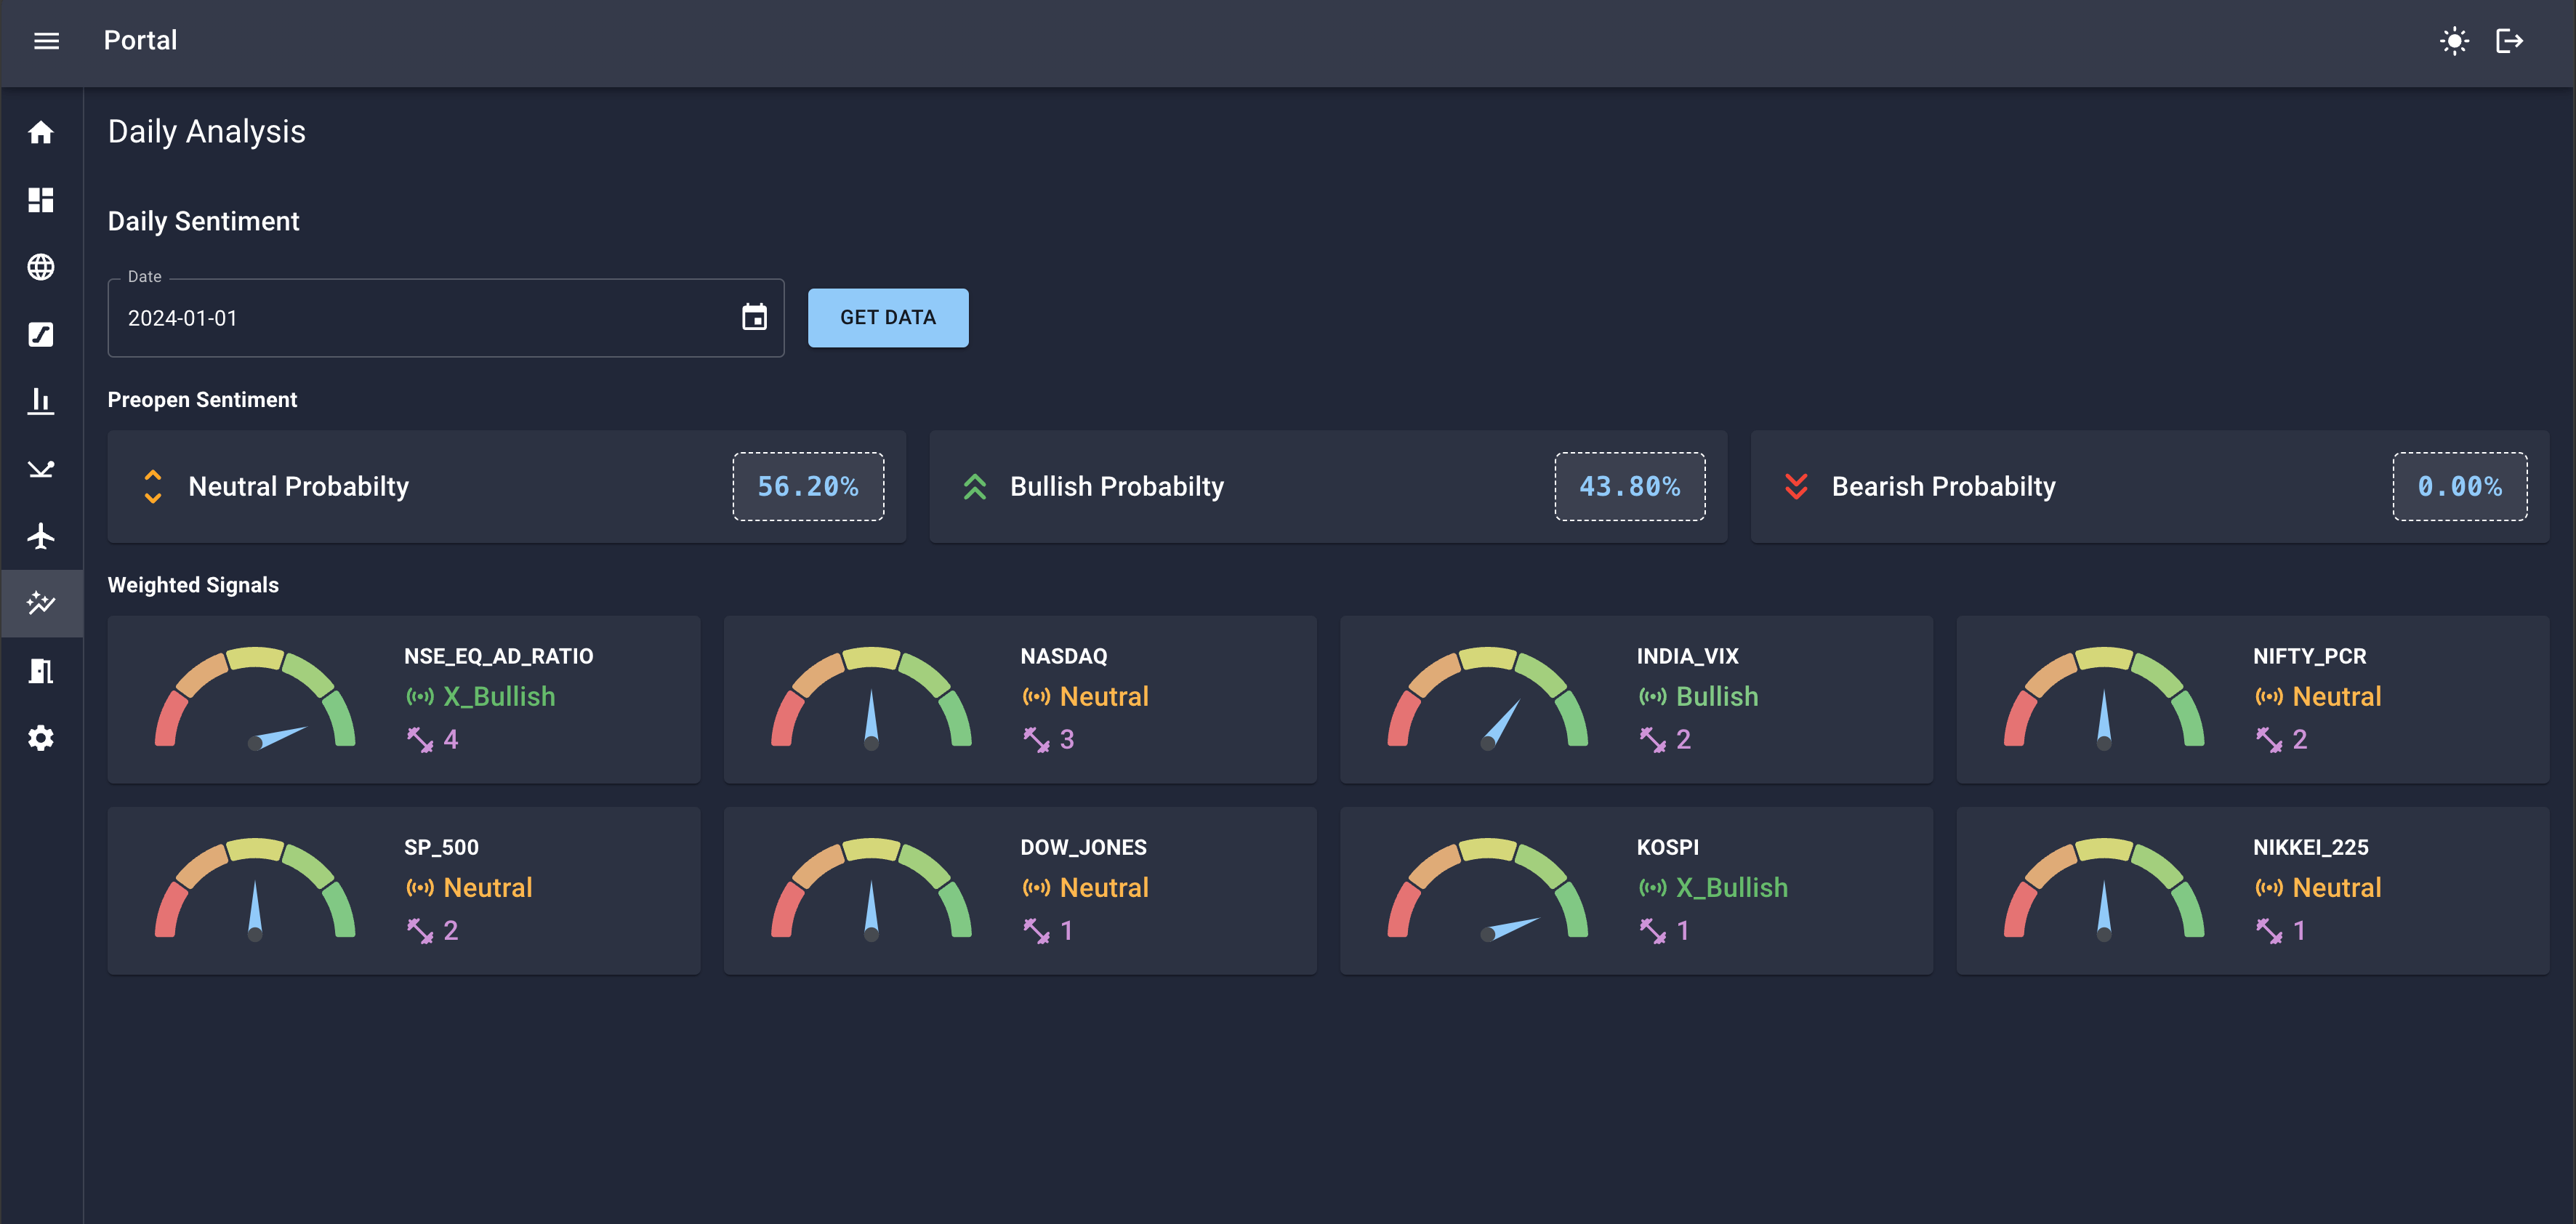 Portal
Daily Analysis
Daily Sentiment
Date
2024-01-01
GET DATA
Preopen Sentiment
Neutral Probabilty
56.20%
Bullish Probabilty
43.80%
Bearish Probabilty
0.00%
Weighted Signals
NSE_EQ_AD_RATIO
X_Bullish
4
NASDAQ
Neutral
3
INDIA_VIX
Bullish
2
NIFTY_PCR
Neutral
2
SP_500
Neutral
2
DOW_JONES
Neutral
1
KOSPI
X_Bullish
1
NIKKEI_225
Neutral
1